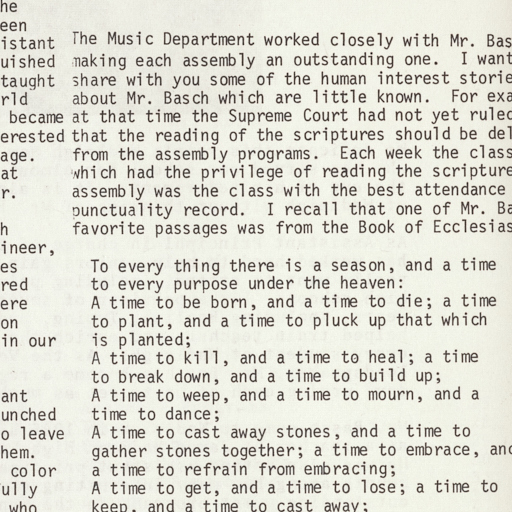 he
een
istant
uished
taught
rld
became
erested
age.
at
r.
h
ineer,
es
red
ere
on
in our
ant
unched
o leave
hem.
color
ully
who
The Music Department worked closely with Mr. Bas
making each assembly an outstanding one. I want
share with you some of the human interest storie
about Mr. Basch which are little known. For exa
at that time the Supreme Court had not yet ruled
that the reading of the scriptures should be del
from the assembly programs. Each week the class
which had the privilege of reading the scripture
assembly was the class with the best attendance
punctuality record. I recall that one of Mr. Ba
favorite passages was from the Book of Ecclesias
To every thing there is a season, and a time
to every purpose under the heaven:
A time to be born, and a time to die; a time
to plant, and a time to pluck up that which
is planted;
A time to kill, and a time to heal; a time
to break down, and a time to build up;
A time to weep, and a time to mourn, and a
time to dance;
A time to cast away stones, and a time to
gather stones together; a time to embrace, and
a time to refrain from embracing;
A time to get, and a time to lose; a time to
keep, and a time to cast away;